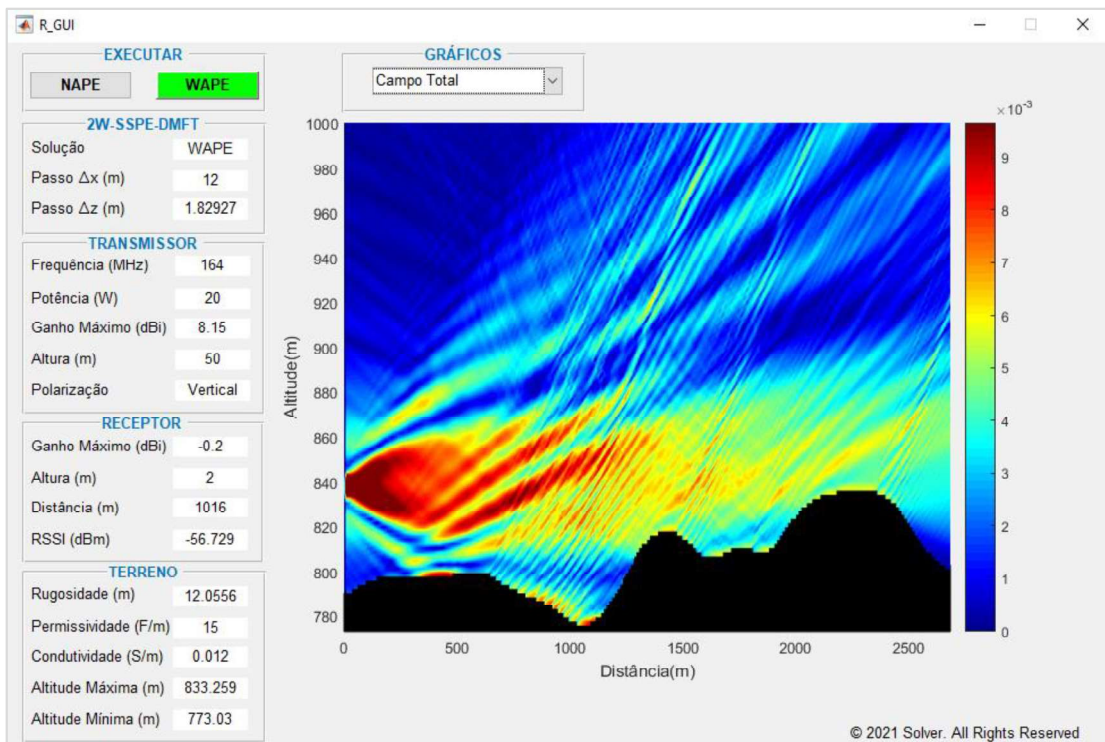 R_GUI
EXECUTAR
NAPE WAPE
2W-SSPE-DMFT
Solução WAPE
Passo Δx (m) 12
Passo Δz (m) 1.82927
TRANSMISSOR
Frequência (MHz) 164
Potência (W) 20
Ganho Máximo (dBi) 8.15
Altura (m) 50
Polarização Vertical
RECEPTOR
Ganho Máximo (dBi) -0.2
Altura (m) 2
Distância (m) 1016
RSSI (dBm) -56.729
TERRENO
Rugosidade (m) 12.0556
Permissividade (F/m) 15
Condutividade (S/m) 0.012
Altitude Máxima (m) 833.259
Altitude Mínima (m) 773.03
GRÁFICOS
Campo Total
Altitude(m)
1000
980
960
940
920
900
880
860
840
820
800
780
0 500 1000 1500 2000 2500
Distância(m)
×10⁻³
9
8
7
6
5
4
3
2
1
0
© 2021 Solver. All Rights Reserved